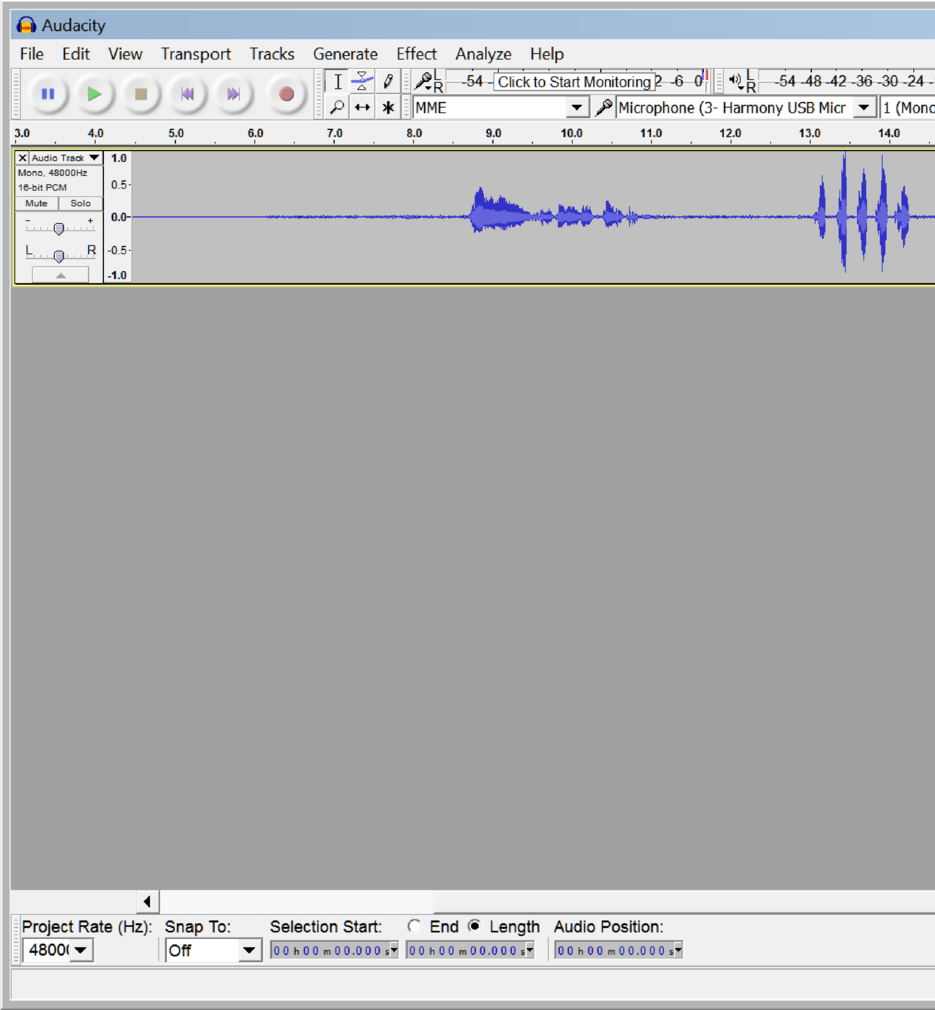 Audacity
File Edit View Transport Tracks Generate Effect Analyze Help
L R -54 - Click to Start Monitoring 2 -6 0 L R -54 -48 -42 -36 -30 -24 -
MME Microphone (3- Harmony USB Micr 1 (Mono
3.0 4.0 5.0 6.0 7.0 8.0 9.0 10.0 11.0 12.0 13.0 14.0
X Audio Track 1.0
Mono, 48000Hz
16-bit PCM 0.5
Mute Solo
- + 0.0
L R -0.5
-1.0
Project Rate (Hz): Snap To: Selection Start: End Length Audio Position:
48000 Off 00 h 00 m 00.000 s 00 h 00 m 00.000 s 00 h 00 m 00.000 s